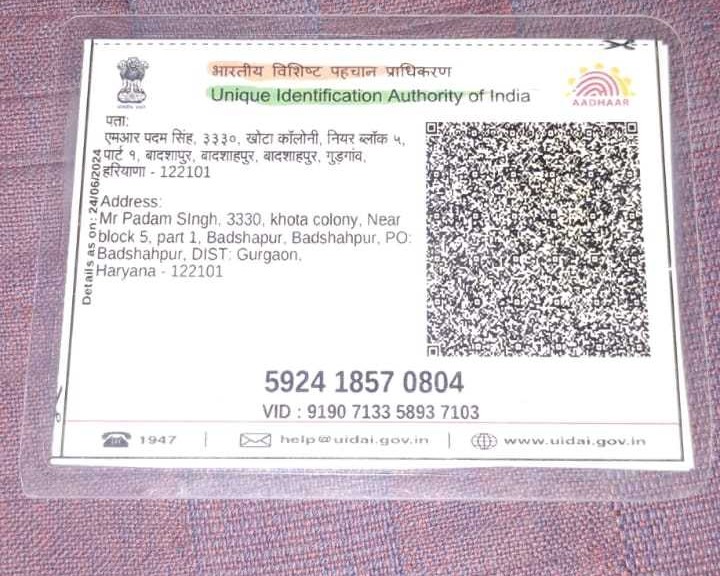 भारतीय विशिष्ट पहचान प्राधिकरण
Unique Identification Authority of India
AADHAAR
पता:
एमआर पदम सिंह, ३३३०, खोटा कॉलोनी, नियर ब्लॉक ५,
पार्ट १, बादशापुर, बादशाहपुर, बादशाहपुर, गुड़गांव,
हरियाणा - 122101
Address:
Mr Padam SIngh, 3330, khota colony, Near
block 5, part 1, Badshapur, Badshahpur, PO:
Badshahpur, DIST: Gurgaon,
Haryana - 122101
Details as on: 24/06/2024
5924 1857 0804
VID : 9190 7133 5893 7103
1947 | help@uidai.gov.in | www.uidai.gov.in